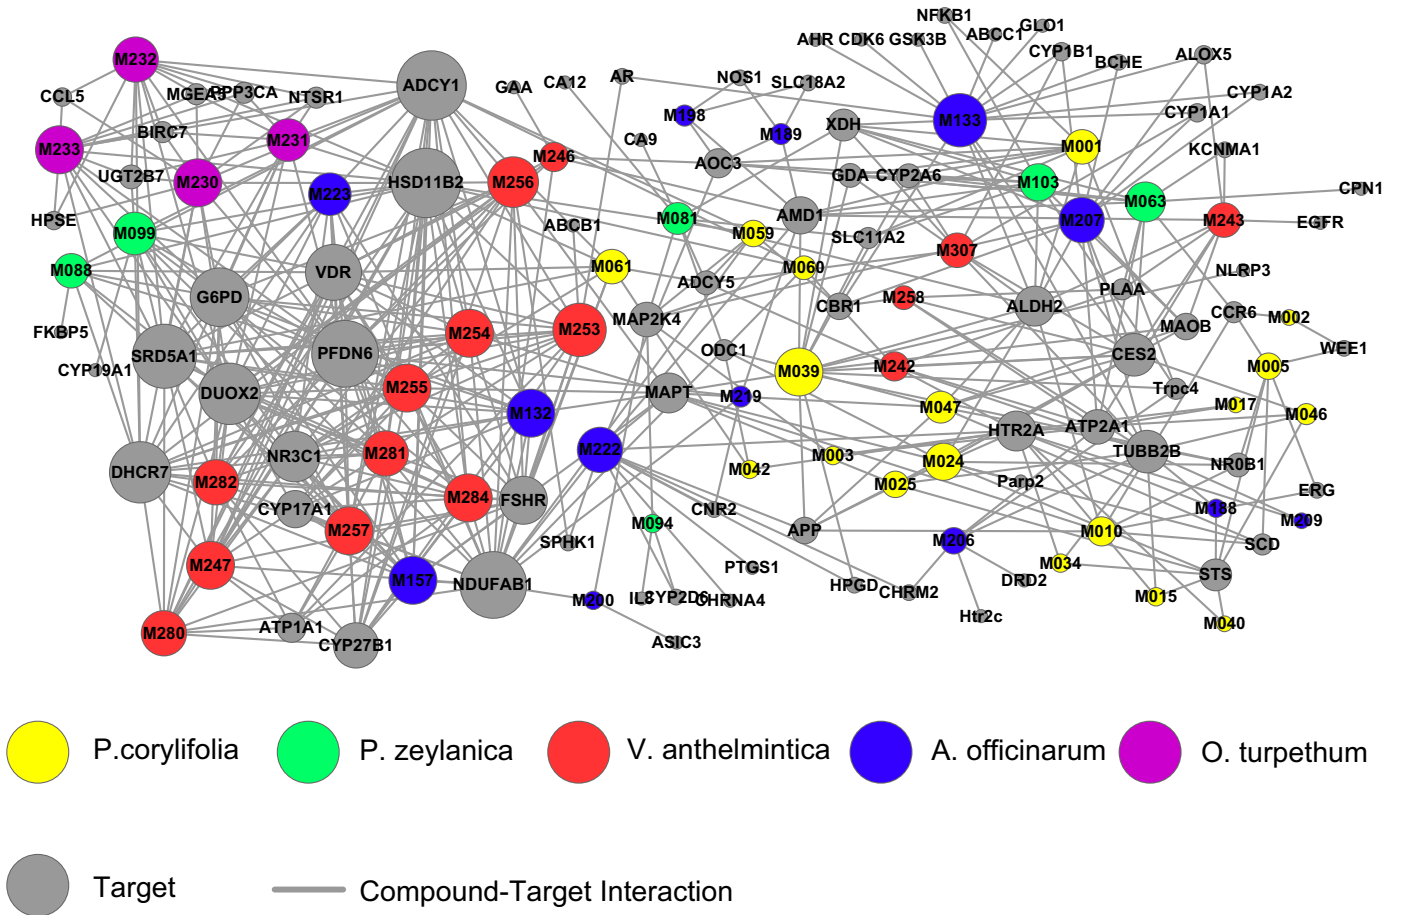 NFKB1
GLO1
ABCC1
AHR CDK6 GSK3B
CYP1B1
BCHE
ALOX5
M232
ADCY1
GAA
CA12
AR
NOS1
SLC18A2
CCL5
MGEA5
PPP3CA
NTSR1
CYP1A2
CYP1A1
M198
M189
XDH
M133
BIRC7
M231
CA9
M001
M233
KCNMA1
M246
AOC3
UGT2B7
M230
M223
HSD11B2
M256
GDA
CYP2A6
M103
CPN1
M063
HPSE
M099
ABCB1
M081
M059
AMD1
SLC11A2
M207
M243
EGFR
M307
M088
VDR
M061
M060
NLRP3
ADCY5
G6PD
CBR1
M258
ALDH2
PLAA
FKBP5
M254
M253
MAP2K4
MAOB
CCR6
M002
SRD5A1
PFDN6
ODC1
CES2
WEE1
CYP19A1
M039
M242
M005
DUOX2
M255
MAPT
M219
Trpc4
M132
M047
M017
M046
HTR2A
ATP2A1
NR3C1
M281
M222
M003
M024
TUBB2B
DHCR7
M282
M042
M025
Parp2
NR0B1
ERG
CYP17A1
M284
FSHR
CNR2
M188
M209
M257
M094
APP
M206
M010
SPHK1
SCD
M247
M157
NDUFAB1
PTGS1
HPGD
CHRM2
DRD2
M034
STS
M200
IL8
CYP2D6
CHRNA4
M015
ATP1A1
Htr2c
M040
M280
CYP27B1
ASIC3
P.corylifolia
P. zeylanica
V. anthelmintica
A. officinarum
O. turpethum
Target
Compound-Target Interaction